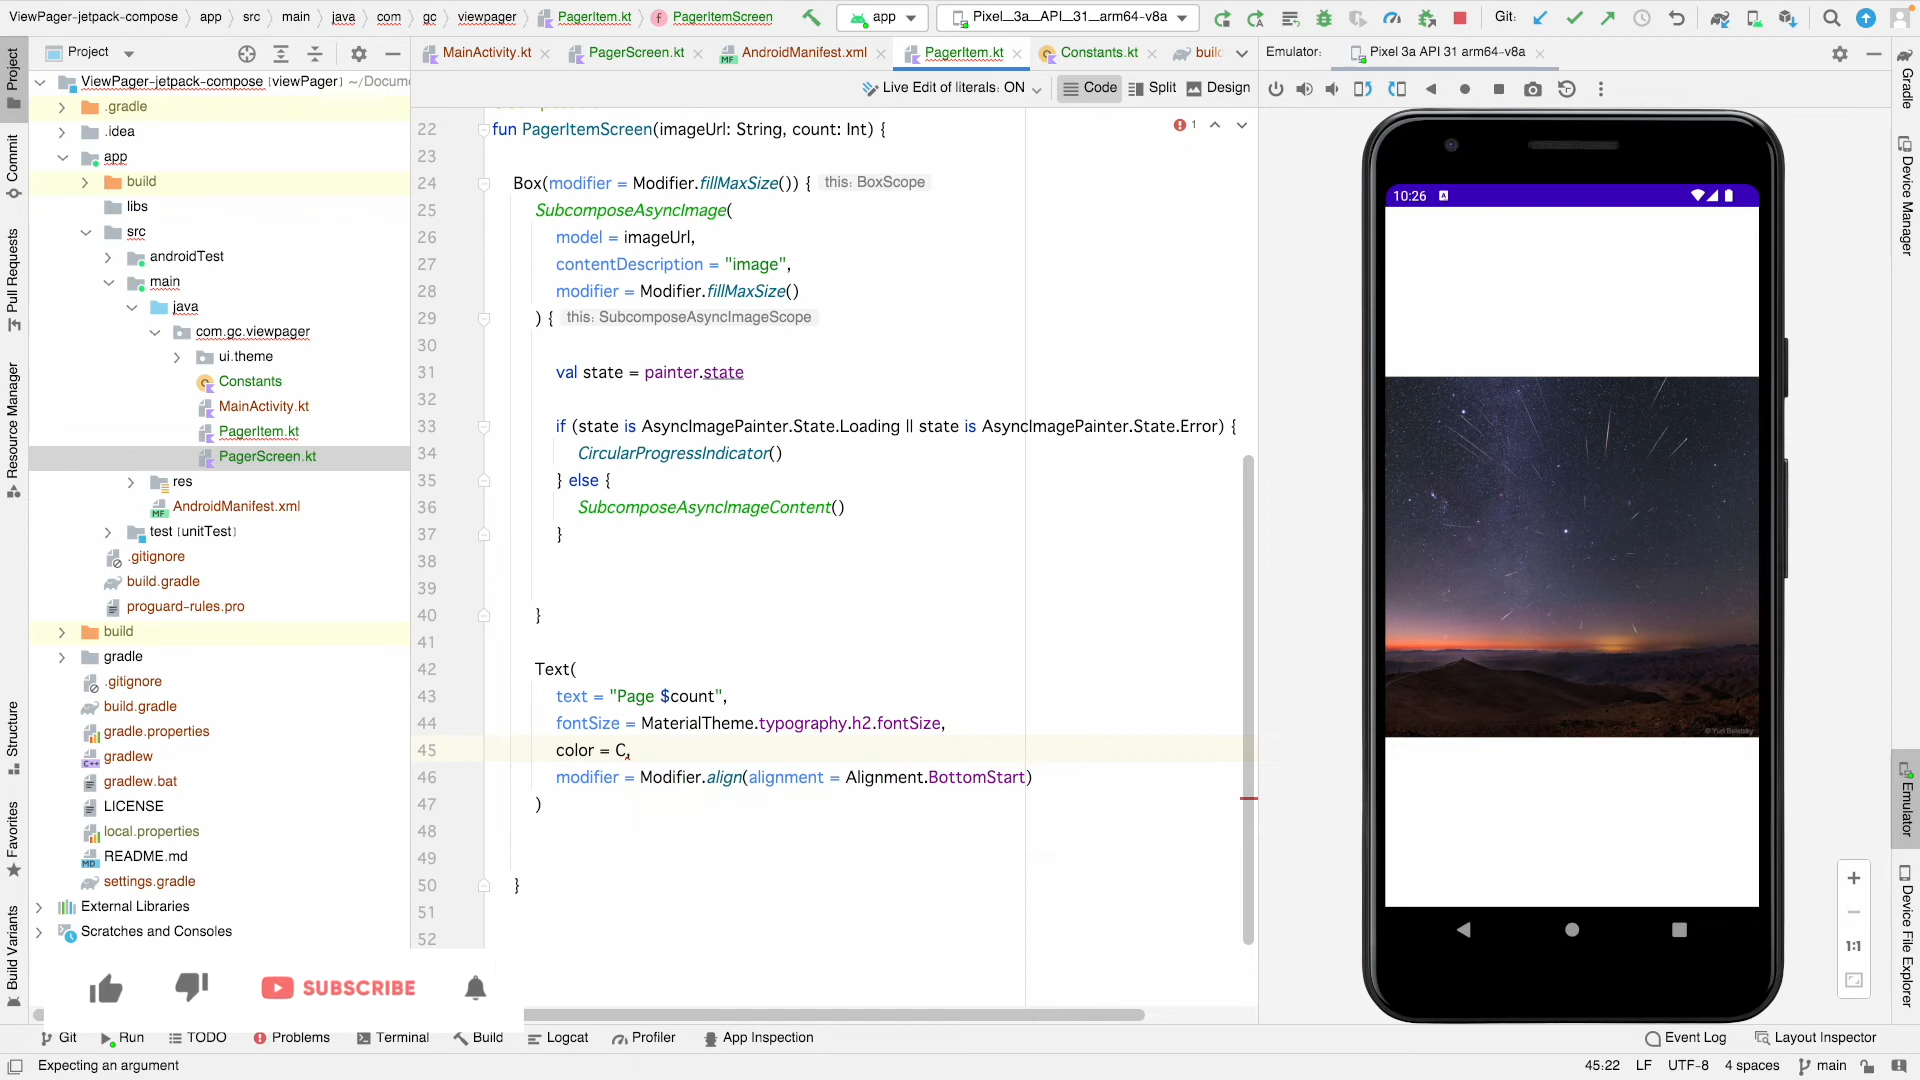 ViewPager-jetpack-compose app src main java com gc viewpager PagerItem.kt PagerItemScreen app Pixel_3a_API_31_arm64-v8a Git:
Project
MainActivity.kt PagerScreen.kt AndroidManifest.xml PagerItem.kt Constants.kt
Emulator: Pixel 3a API 31 arm64-v8a
Live Edit of literals: ON Code Split Design
ViewPager-jetpack-compose [viewPager] ~/Docum
.gradle
.idea
app
build
libs
src
androidTest
main
java
com.gc.viewpager
ui.theme
Constants
MainActivity.kt
PagerItem.kt
PagerScreen.kt
res
AndroidManifest.xml
test [unitTest]
.gitignore
build.gradle
proguard-rules.pro
build
gradle
.gitignore
build.gradle
gradle.properties
gradlew
gradlew.bat
LICENSE
local.properties
README.md
settings.gradle
External Libraries
Scratches and Consoles
22 fun PagerItemScreen(imageUrl: String, count: Int) {
1
23
24 Box(modifier = Modifier.fillMaxSize()) { this: BoxScope
25 SubcomposeAsyncImage(
26 model = imageUrl,
27 contentDescription = "image",
28 modifier = Modifier.fillMaxSize()
29 ) { this: SubcomposeAsyncImageScope
30
31 val state = painter.state
32
33 if (state is AsyncImagePainter.State.Loading || state is AsyncImagePainter.State.Error) {
34 CircularProgressIndicator()
35 } else {
36 SubcomposeAsyncImageContent()
37 }
38
39
40 }
41
42 Text(
43 text = "Page $count",
44 fontSize = MaterialTheme.typography.h2.fontSize,
45 color = C,
46 modifier = Modifier.align(alignment = Alignment.BottomStart)
47 )
48
49
50 }
51
52
10:26
© Yuri Beletsky
1:1
Project
Commit
Pull Requests
Resource Manager
Structure
Favorites
Build Variants
Gradle
Device Manager
Emulator
Device File Explorer
SUBSCRIBE
Git Run TODO Problems Terminal Build Logcat Profiler App Inspection Event Log Layout Inspector
Expecting an argument 45:22 LF UTF-8 4 spaces main